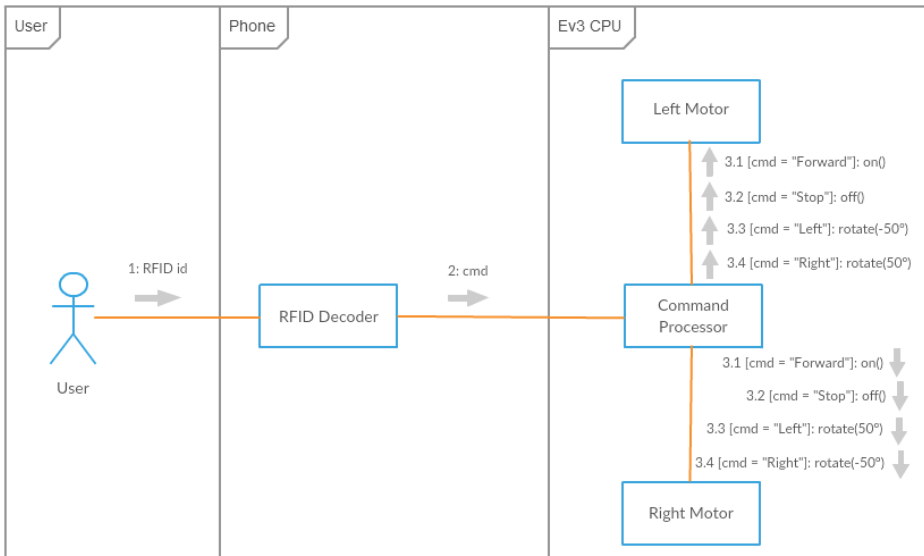 User
Phone
Ev3 CPU
Left Motor
3.1 [cmd = "Forward"]: on()
3.2 [cmd = "Stop"]: off()
3.3 [cmd = "Left"]: rotate(-50º)
3.4 [cmd = "Right"]: rotate(50º)
1: RFID id
2: cmd
User
RFID Decoder
Command
Processor
3.1 [cmd = "Forward"]: on()
3.2 [cmd = "Stop"]: off()
3.3 [cmd = "Left"]: rotate(50º)
3.4 [cmd = "Right"]: rotate(-50º)
Right Motor